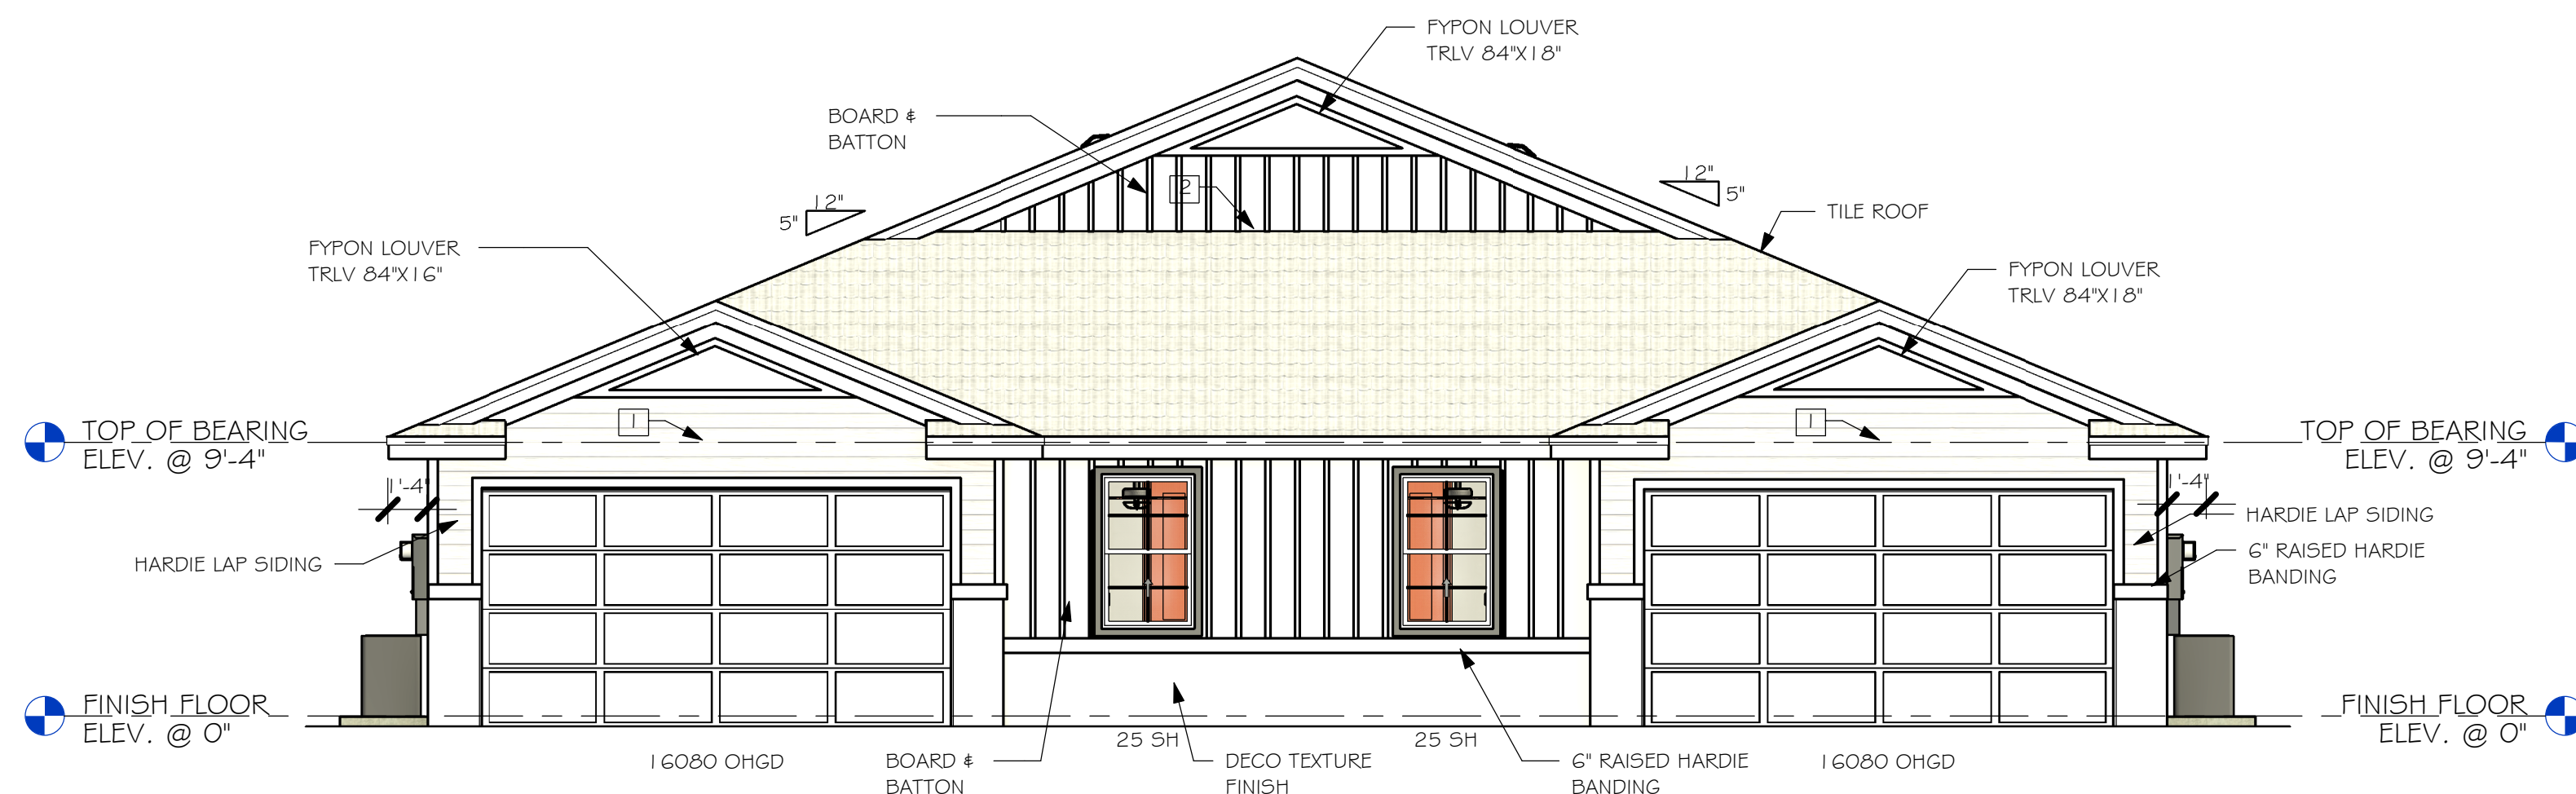 FYPON LOUVER
TRLV 84"X18"
BOARD &
BATTON
2
12"
5"
12"
5"
TILE ROOF
FYPON LOUVER
TRLV 84"X16"
FYPON LOUVER
TRLV 84"X18"
1
1
TOP OF BEARING
ELEV. @ 9'-4"
TOP OF BEARING
ELEV. @ 9'-4"
1'-4"
1'-4"
HARDIE LAP SIDING
HARDIE LAP SIDING
6" RAISED HARDIE
BANDING
FINISH FLOOR
ELEV. @ 0"
FINISH FLOOR
ELEV. @ 0"
25 SH
25 SH
16080 OHGD
BOARD &
BATTON
DECO TEXTURE
FINISH
6" RAISED HARDIE
BANDING
16080 OHGD